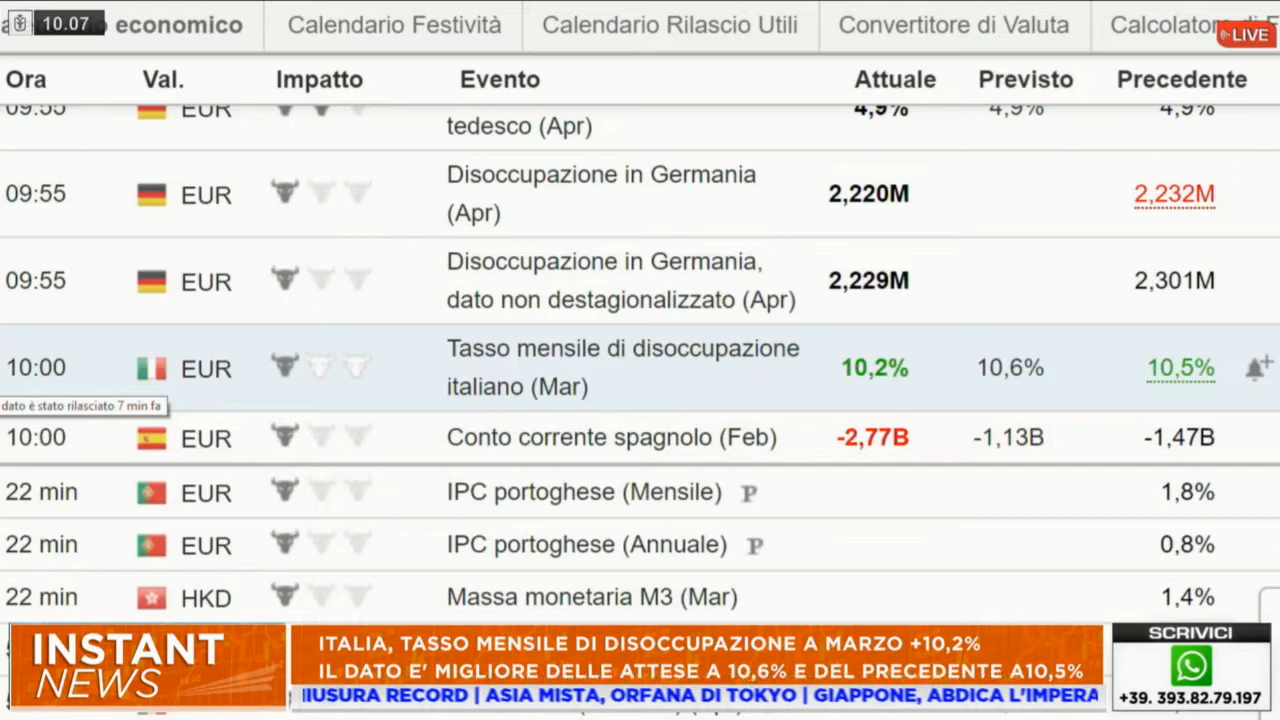 10.07
economico
Calendario Festività
Calendario Rilascio Utili
Convertitore di Valuta
Calcolatore di
LIVE
Ora Val. Impatto Evento Attuale Previsto Precedente
09:55 EUR 4,9% 4,9% 4,9%
tedesco (Apr)
Disoccupazione in Germania
09:55 EUR 2,220M 2,232M
(Apr)
Disoccupazione in Germania,
09:55 EUR 2,229M 2,301M
dato non destagionalizzato (Apr)
Tasso mensile di disoccupazione
10:00 EUR 10,2% 10,6% 10,5%
italiano (Mar)
dato è stato rilasciato 7 min fa
10:00 EUR Conto corrente spagnolo (Feb) -2,77B -1,13B -1,47B
22 min EUR IPC portoghese (Mensile) P 1,8%
22 min EUR IPC portoghese (Annuale) P 0,8%
22 min HKD Massa monetaria M3 (Mar) 1,4%
INSTANT
NEWS
ITALIA, TASSO MENSILE DI DISOCCUPAZIONE A MARZO +10,2%
IL DATO E' MIGLIORE DELLE ATTESE A 10,6% E DEL PRECEDENTE A10,5%
IUSURA RECORD | ASIA MISTA, ORFANA DI TOKYO | GIAPPONE, ABDICA L'IMPERA
SCRIVICI
+39. 393.82.79.197